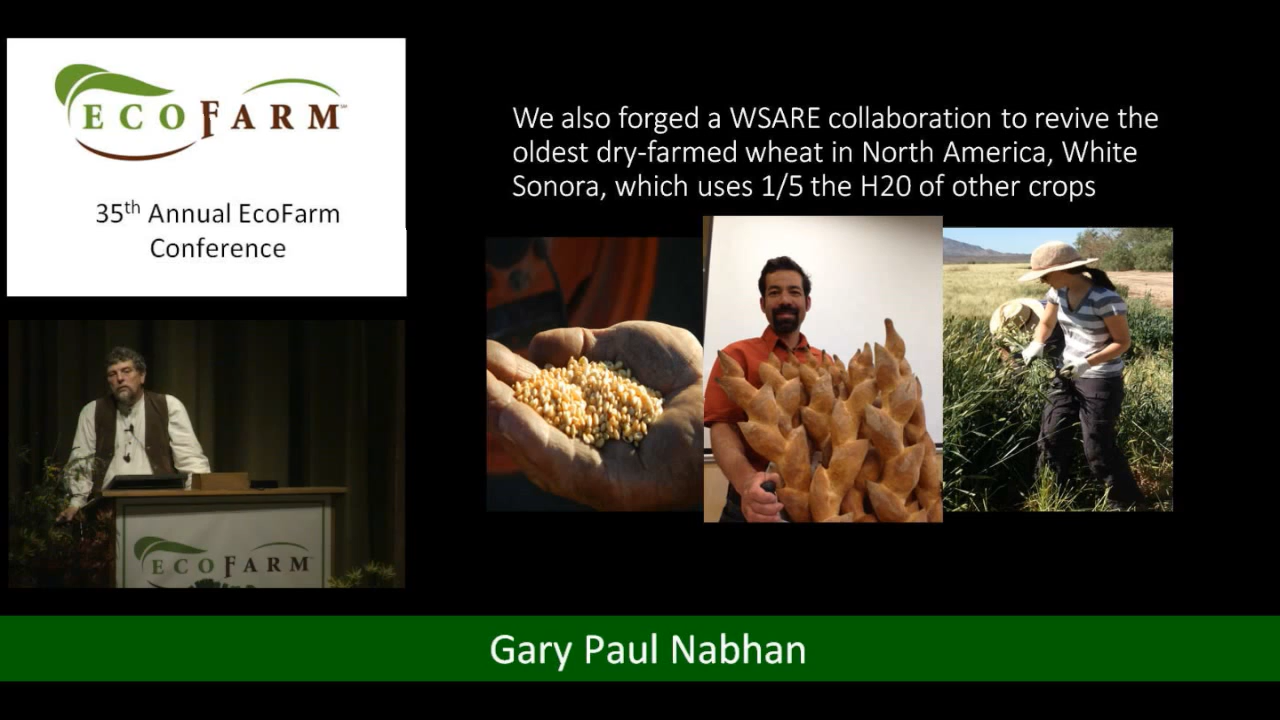 ECOFARM℠
35th Annual EcoFarm
Conference
We also forged a WSARE collaboration to revive the
oldest dry-farmed wheat in North America, White
Sonora, which uses 1/5 the H20 of other crops
ECOFARM
Gary Paul Nabhan